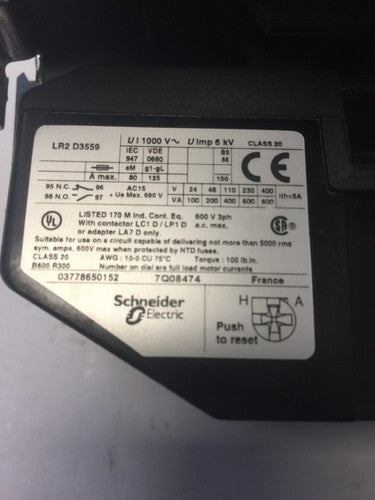 LR2 D3559
Ui 1000 V~ U imp 6 kV
IEC 947 VDE 0660 BS 88 CLASS 20
aM g1-gL
A max. 80 125 100
CE
95 N.C. 96 AC15 V 24 48 110 230 400 Ith=5A
98 N.O. 97 + Ue Max. 690 V VA 100 200 400 600 600
UL LISTED 170 M Ind. Cont. Eq. 600 V 3ph
With contactor LC1 D / LP1 D a.c. max.
or adapter LA7 D only.
Suitable for use on a circuit capable of delivering not more than 5000 rms
sym. amps, 600V max when protected by NTD fuses.
CLASS 20 AWG : 10-0 CU 75°C Torque : 100 lb.in.
B600 R300 Number on dial are full load motor currents.
03778650152 7Q08474 France
Schneider
Electric
H A
Push
to reset